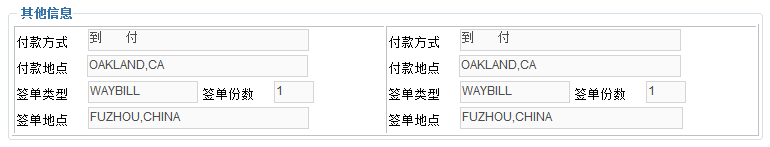 其他信息
付款方式 到 付 付款方式 到 付
付款地点 OAKLAND,CA 付款地点 OAKLAND,CA
签单类型 WAYBILL 签单份数 1 签单类型 WAYBILL 签单份数 1
签单地点 FUZHOU,CHINA 签单地点 FUZHOU,CHINA